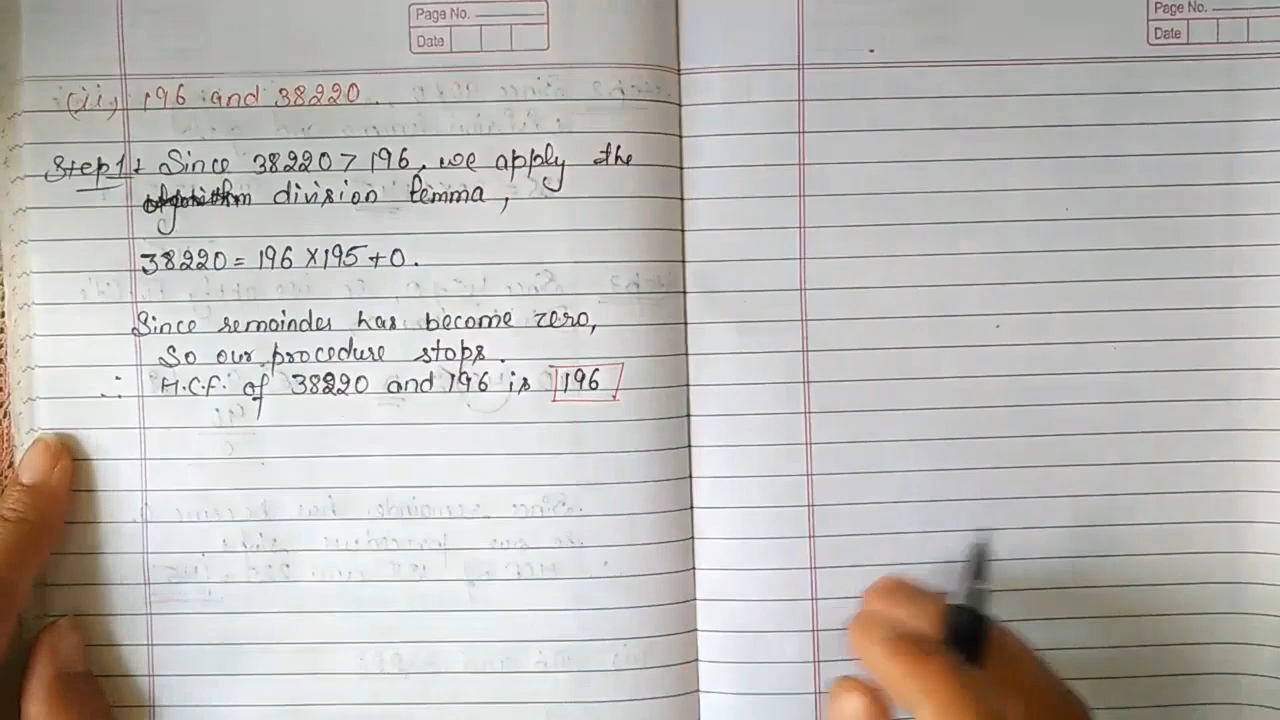 Page No.
Date
Page No.
Date
(ii) 196 and 38220
Step 1: Since 38220 > 196, we apply the
division lemma,
38220 = 196 × 195 + 0.
Since remainder has become zero,
So our procedure stops.
∴ H.C.F. of 38220 and 196 is 196